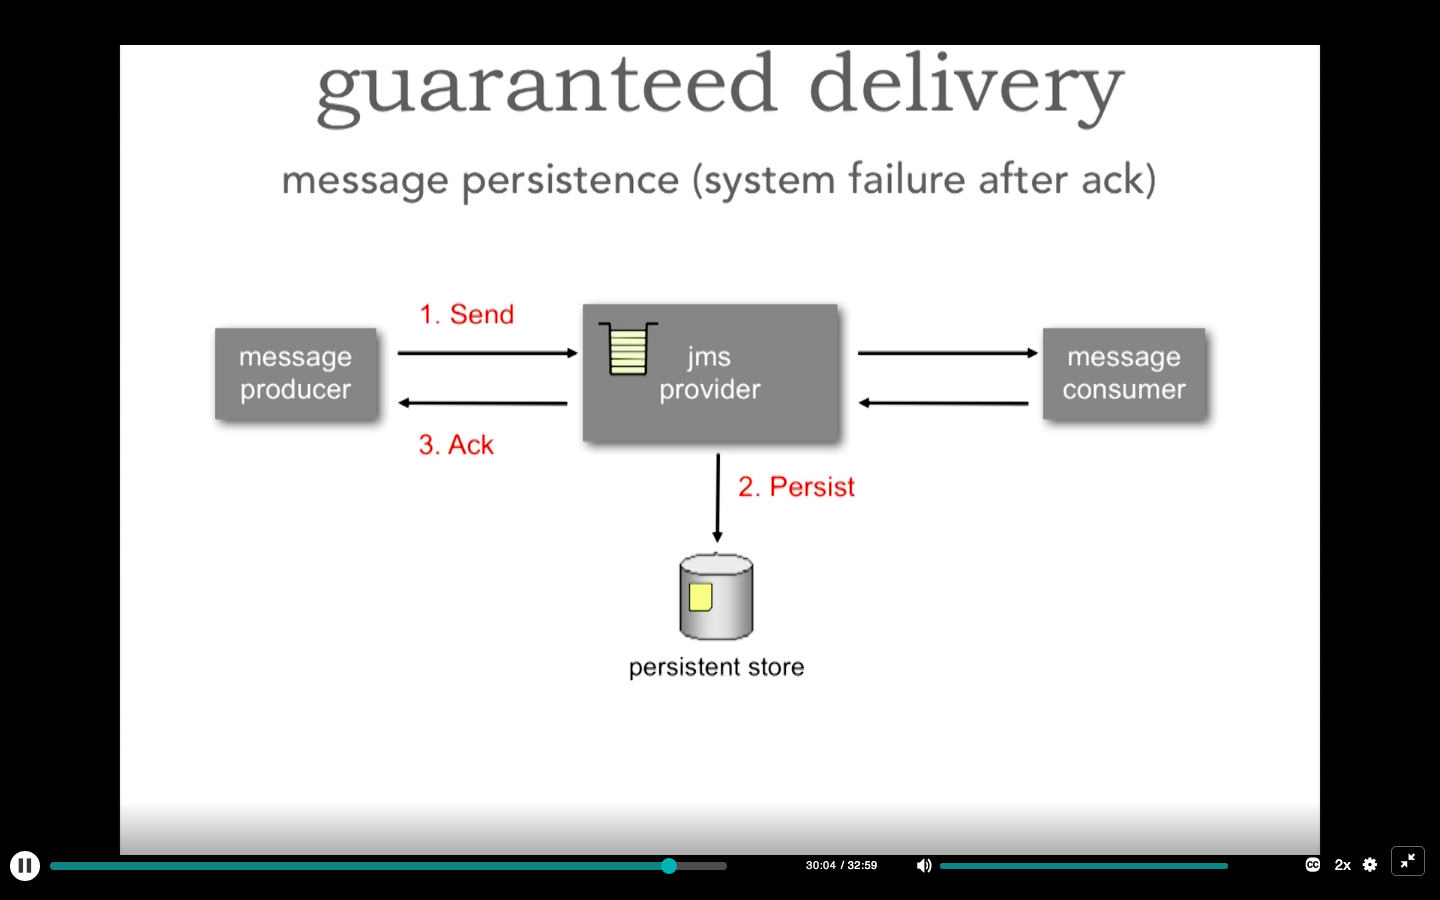 guaranteed delivery
message persistence (system failure after ack)
1. Send
message
producer
jms
provider
message
consumer
3. Ack
2. Persist
persistent store
30:04 / 32:59
CC
2x